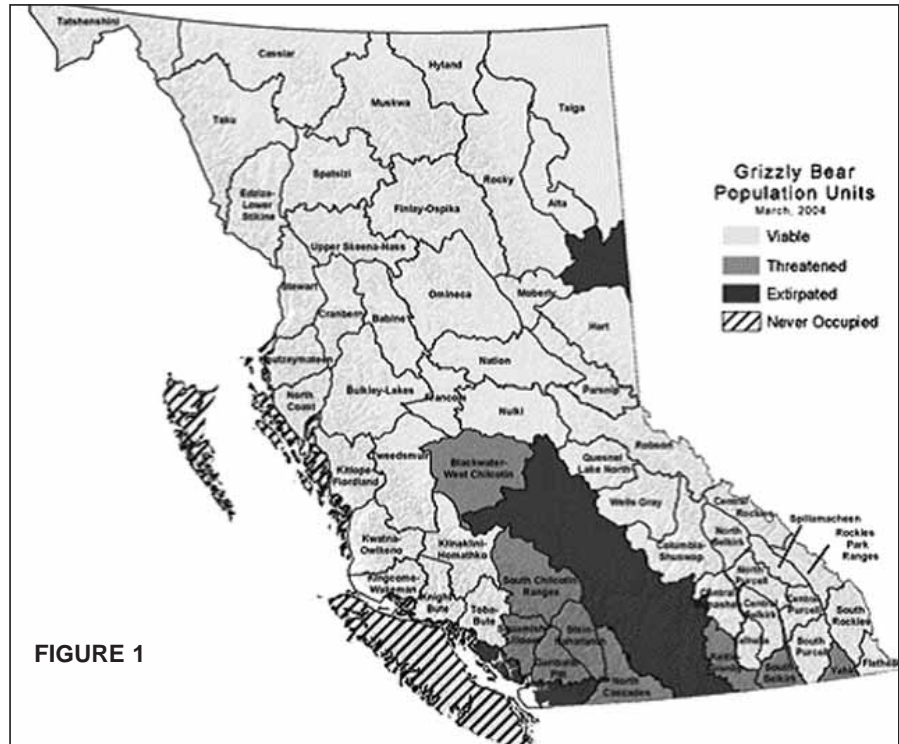 Tatshenshini
Cassiar
Hyland
Taiga
Muskwa
Taku
Rocky
Spatsizi
Edziza-
Lower
Stikine
Finlay-Ospika
Alta
Upper Skeena-Nass
Stewart
Cranberry
Babine
Omineca
Moberly
Hart
Nation
Parsnip
North
Coast
Bulkley-Lakes
Francois
Nulki
Robson
Blackwater-
West Chilcotin
Quesnel
Lake North
Kitlope-
Fiordland
Wells Gray
Central
Rockies
Spillamacheen
Rockies
Park
Ranges
North
Selkirk
Kwatna-
Owikeno
Klinaklini-
Homathko
Columbia-
Shuswap
North
Purcell
Kingcome-
Wakeman
Knight
Bute
Toba-
Bute
South Chilcotin
Ranges
Central
Selkirk
Central
Purcell
South
Rockies
South
Purcell
South
Selkirk
North
Cascades
Yahk
Flathead
Grizzly Bear
Population Units
March, 2004
Viable
Threatened
Extirpated
Never Occupied
FIGURE 1